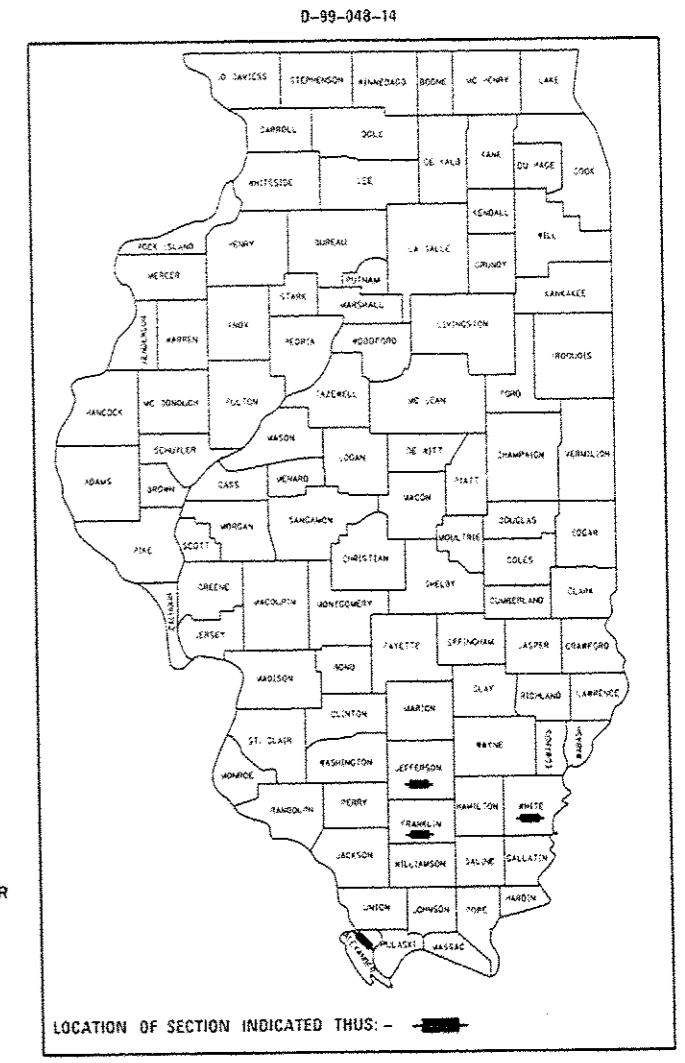 D-99-048-14
JO DAVIESS STEPHENSON WINNEBAGO BOONE MC HENRY LAKE
CARROLL OGLE
DE KALB KANE
DU PAGE COOK
WHITESIDE LEE
KENDALL
WILL
ROCK ISLAND HENRY BUREAU LA SALLE
GRUNDY
MERCER PUTNAM
KANKAKEE
STARK
MARSHALL
HENDERSON WARREN KNOX LIVINGSTON
PEORIA WOODFORD IROQUOIS
TAZEWELL MC LEAN FORD
HANCOCK MC DONOUGH FULTON
MASON
SCHUYLER LOGAN DE WITT CHAMPAIGN VERMILION
ADAMS BROWN CASS MENARD PIATT
MACON
MORGAN SANGAMON DOUGLAS
MOULTRIE EDGAR
PIKE SCOTT CHRISTIAN
COLES
SHELBY
GREENE CUMBERLAND CLARK
CALHOUN MACOUPIN MONTGOMERY
JERSEY FAYETTE EFFINGHAM JASPER CRAWFORD
BOND
MADISON CLAY RICHLAND LAWRENCE
MARION
CLINTON
ST. CLAIR WAYNE EDWARDS WABASH
WASHINGTON JEFFERSON
MONROE
RANDOLPH PERRY HAMILTON WHITE
FRANKLIN
JACKSON WILLIAMSON SALINE GALLATIN
UNION JOHNSON POPE HARDIN
ALEXANDER PULASKI MASSAC
R
LOCATION OF SECTION INDICATED THUS: -